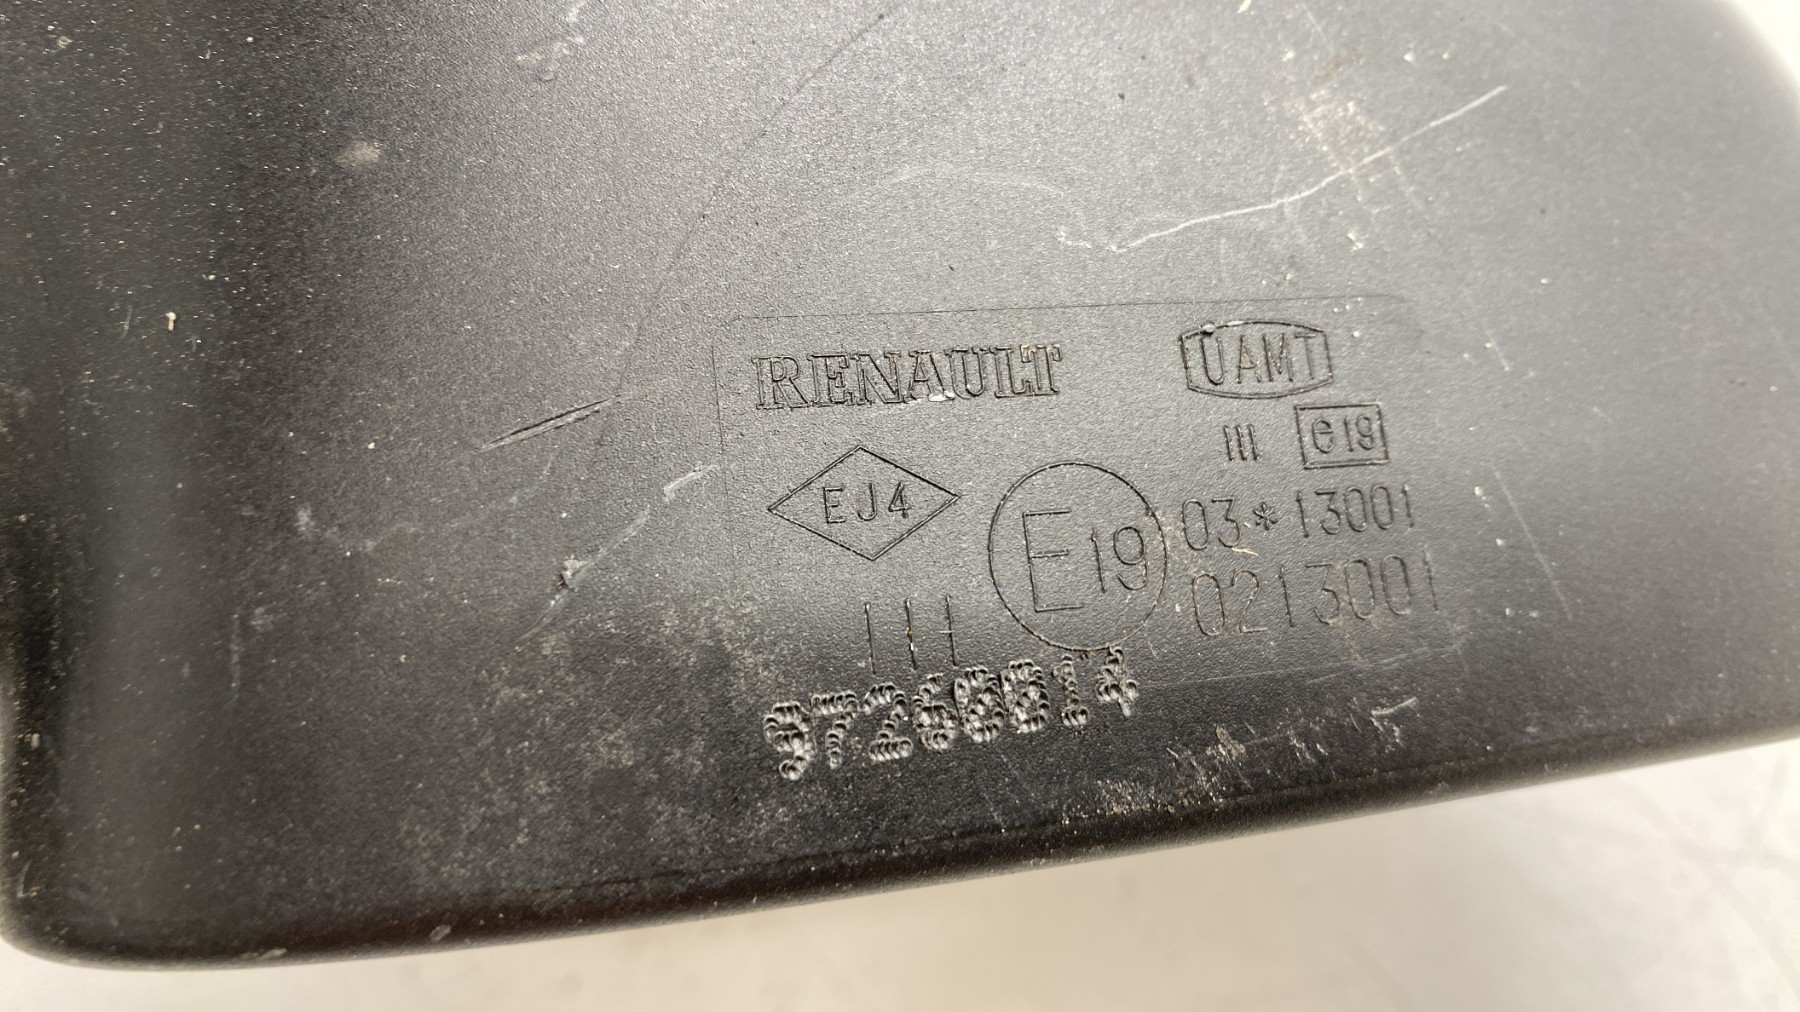 RENAULT UAMT
III e19
EJ4 E19 03*13001
0213001
III
97260014